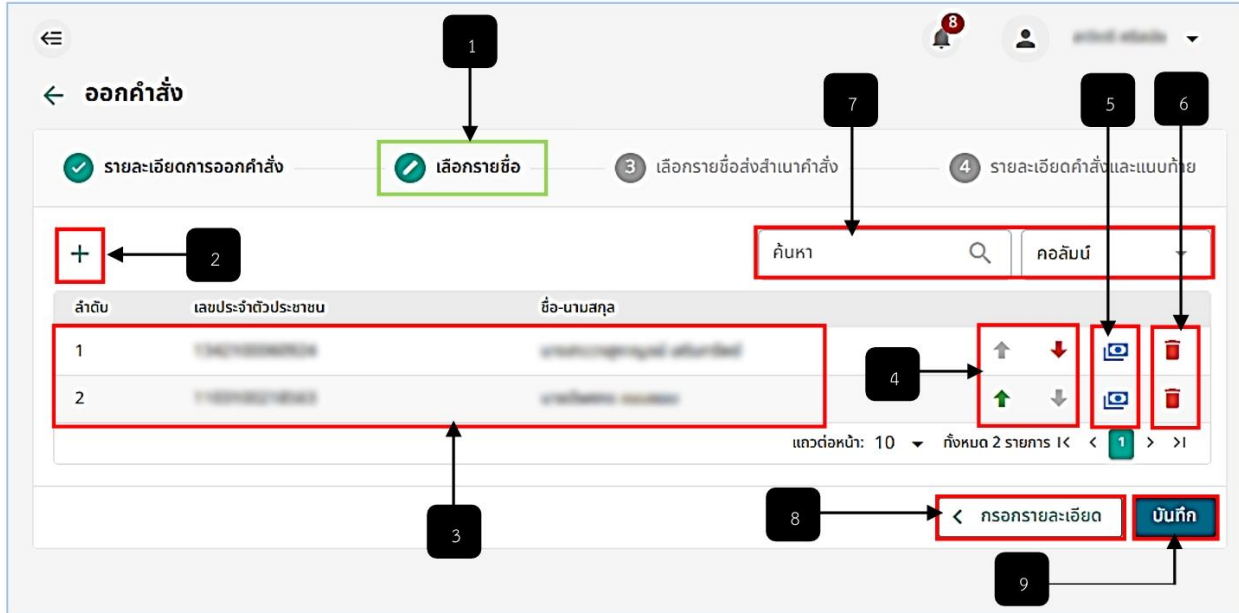 8
1
ออกคำสั่ง
7
5
6
รายละเอียดการออกคำสั่ง
เลือกรายชื่อ
3 เลือกรายชื่อส่งสำเนาคำสั่ง
4 รายละเอียดคำสั่งและแนบท้าย
2
ค้นหา
คอลัมน์
ลำดับ เลขประจำตัวประชาชน ชื่อ-นามสกุล
1
2
4
แถวต่อหน้า: 10 ทั้งหมด 2 รายการ 1
3
8
กรอกรายละเอียด
บันทึก
9